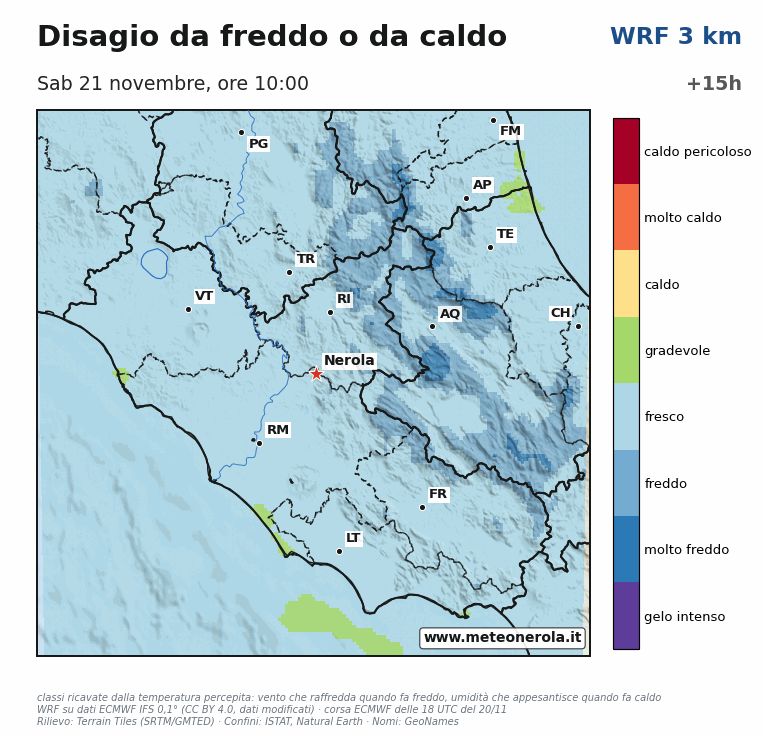 Disagio da freddo o da caldo
WRF 3 km
Sab 21 novembre, ore 10:00
+15h
FM
PG
AP
TE
TR
VT
RI
AQ
CH
Nerola
RM
FR
LT
www.meteonerola.it
caldo pericoloso
molto caldo
caldo
gradevole
fresco
freddo
molto freddo
gelo intenso
classi ricavate dalla temperatura percepita: vento che raffredda quando fa freddo, umidità che appesantisce quando fa caldo
WRF su dati ECMWF IFS 0,1° (CC BY 4.0, dati modificati) · corsa ECMWF delle 18 UTC del 20/11
Rilievo: Terrain Tiles (SRTM/GMTED) · Confini: ISTAT, Natural Earth · Nomi: GeoNames